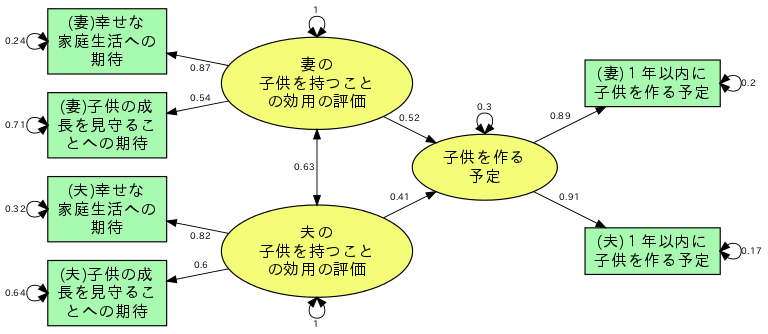 1
(妻)幸せな
家庭生活への
期待
0.24
0.87
妻の
子供を持つこと
の効用の評価
(妻)１年以内に
子供を作る予定
0.2
(妻)子供の成
長を見守るこ
とへの期待
0.71
0.54
0.52
0.3
0.89
子供を作る
予定
0.63
(夫)幸せな
家庭生活への
期待
0.32
0.82
0.41
0.91
夫の
子供を持つこと
の効用の評価
(夫)１年以内に
子供を作る予定
0.17
(夫)子供の成
長を見守るこ
とへの期待
0.64
0.6
1